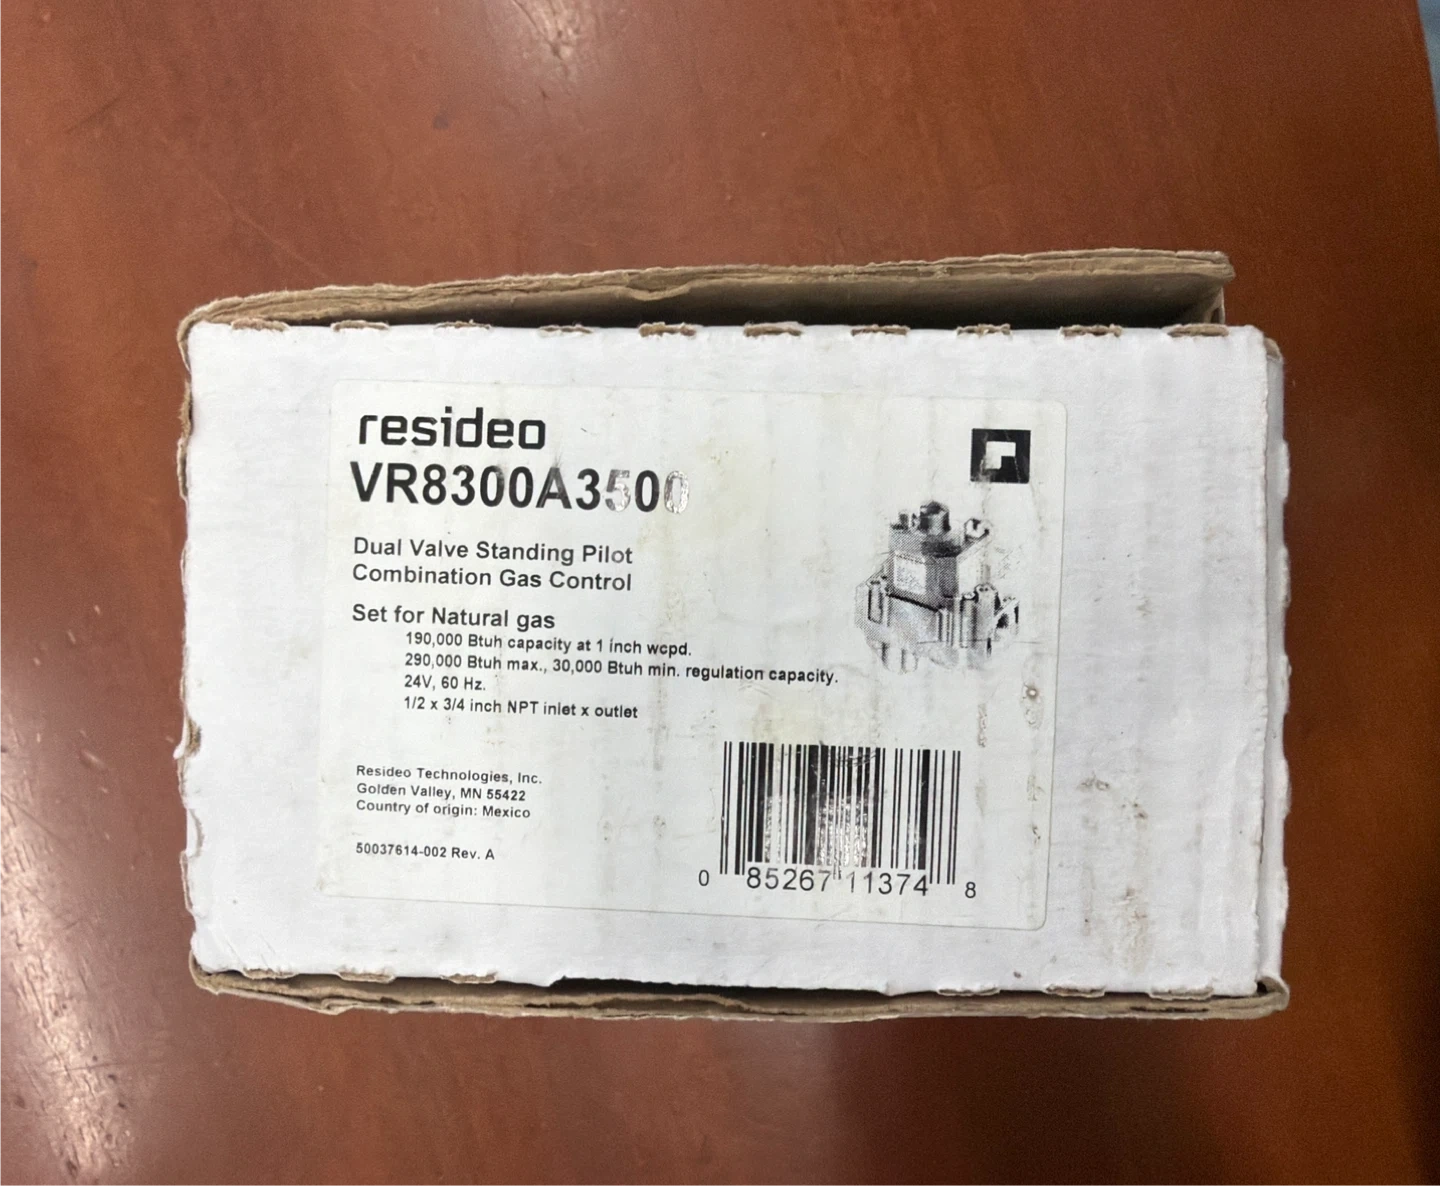 resideo
VR8300A3500
Dual Valve Standing Pilot
Combination Gas Control
Set for Natural gas
190,000 Btuh capacity at 1 inch wcpd.
290,000 Btuh max., 30,000 Btuh min. regulation capacity.
24V, 60 Hz.
1/2 x 3/4 inch NPT inlet x outlet
Resideo Technologies, Inc.
Golden Valley, MN 55422
Country of origin: Mexico
50037614-002 Rev. A
0 85267 11374 8